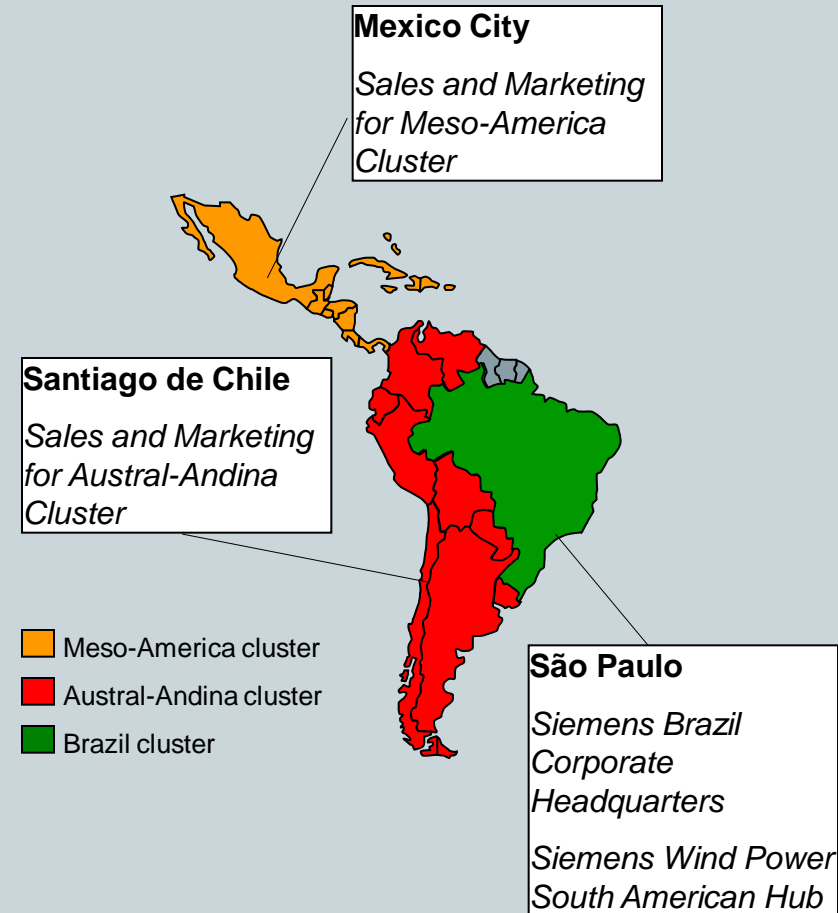 Mexico City
Sales and Marketing
for Meso-America
Cluster
Santiago de Chile
Sales and Marketing
for Austral-Andina
Cluster
Meso-America cluster
Austral-Andina cluster
Brazil cluster
São Paulo
Siemens Brazil
Corporate
Headquarters
Siemens Wind Power
South American Hub